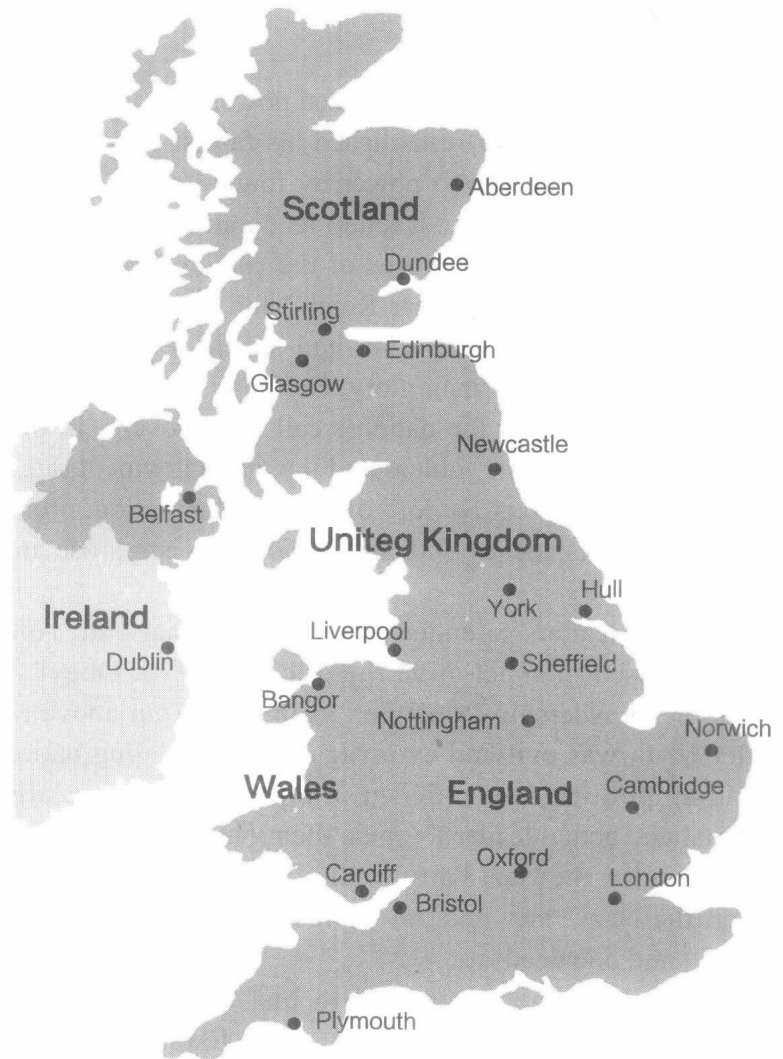 Aberdeen
Scotland
Dundee
Stirling
Edinburgh
Glasgow
Newcastle
Belfast
Uniteg Kingdom
Hull
York
Ireland
Liverpool
Dublin
Sheffield
Bangor
Nottingham
Norwich
Wales
England
Cambridge
Oxford
Cardiff
London
Bristol
Plymouth